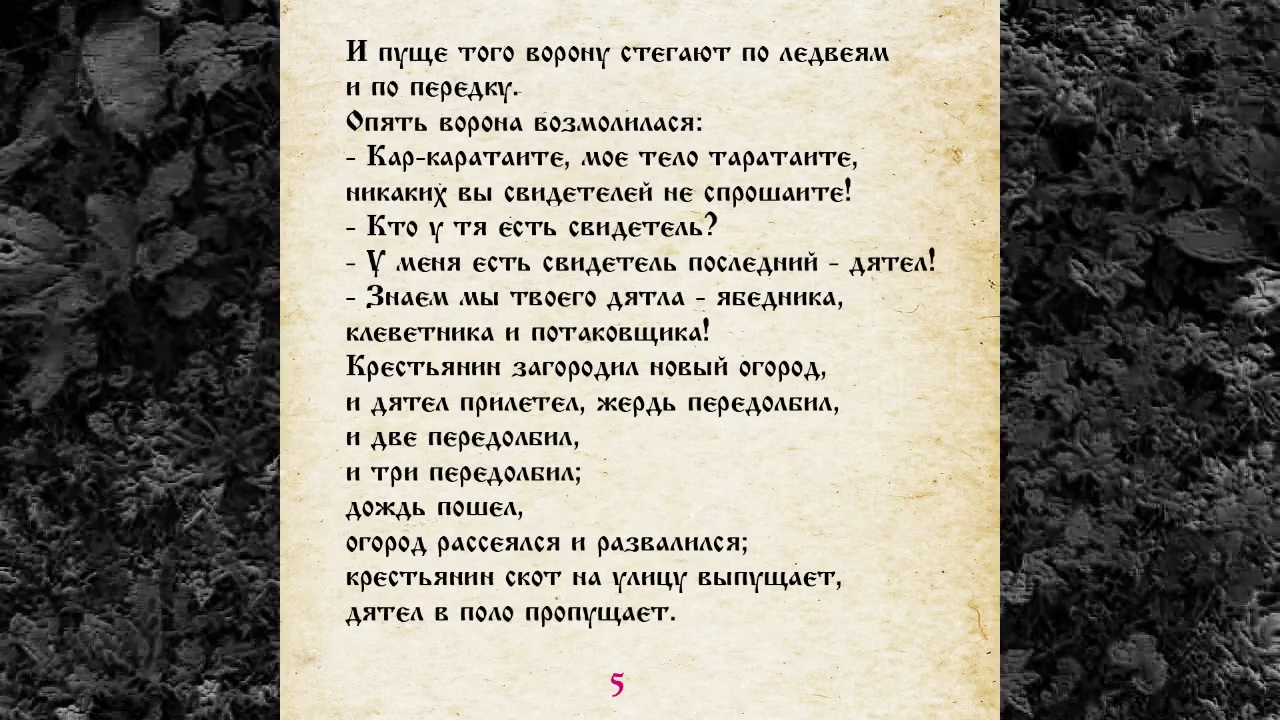 И пуще того ворону стегают по ледвеям
и по передку.
Опять ворона возмолилася:
- Кар-каратаите, мое тело таратаите,
никаких вы свидетелей не спрошаите!
- Кто у тя есть свидетель?
- У меня есть свидетель последний - дятел!
- Знаем мы твоего дятла - ябедника,
клеветника и потаковщика!
Крестьянин загородил новый огород,
и дятел прилетел, жердь передолбил,
и две передолбил,
и три передолбил;
дождь пошел,
огород рассеялся и развалился;
крестьянин скот на улицу выпущает,
дятел в поло пропущает.
5